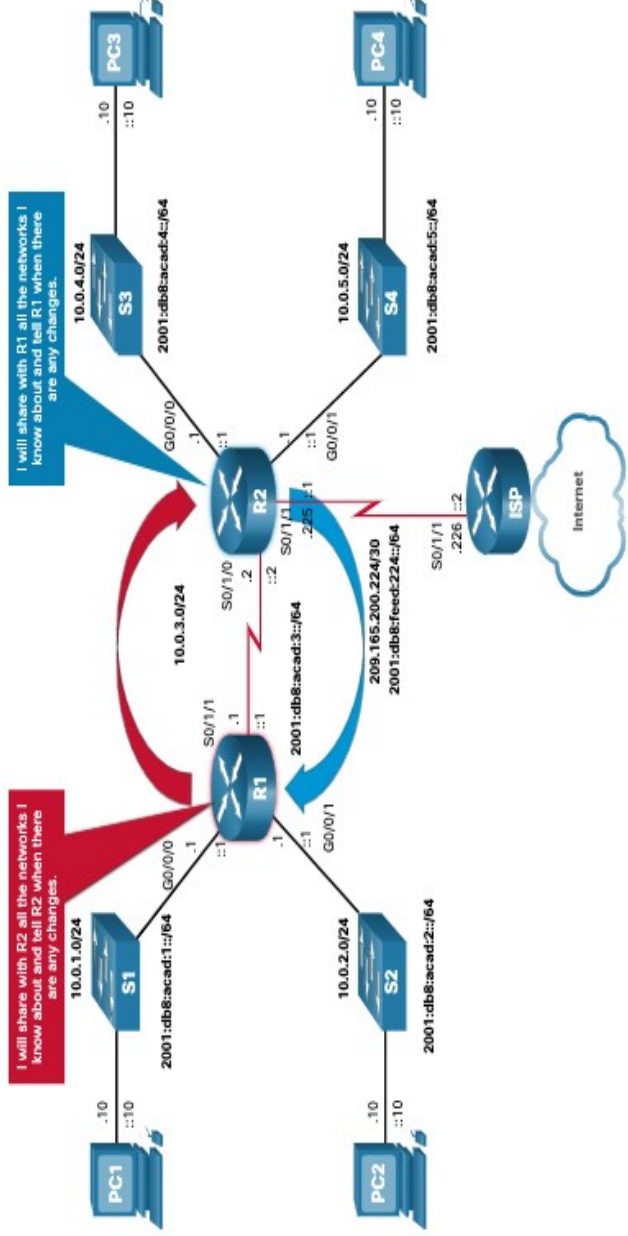 I will share with R2 all the networks I
know about and tell R2 when there
are any changes.
I will share with R1 all the networks I
know about and tell R1 when there
are any changes.
PC1
.10
::10
10.0.1.0/24
S1
2001:db8:acad:1::/64
G0/0/0
.1
::1
R1
.1
::1
G0/0/1
PC2
.10
::10
10.0.2.0/24
S2
2001:db8:acad:2::/64
S0/1/1
.1
::1
10.0.3.0/24
2001:db8:acad:3::/64
S0/1/0
.2
::2
R2
G0/0/0
.1
::1
10.0.4.0/24
S3
2001:db8:acad:4::/64
.10
::10
PC3
.1
::1
G0/0/1
10.0.5.0/24
S4
2001:db8:acad:5::/64
.10
::10
PC4
S0/1/1
.225
::1
209.165.200.224/30
2001:db8:feed:224::/64
S0/1/1
.226
::2
ISP
Internet